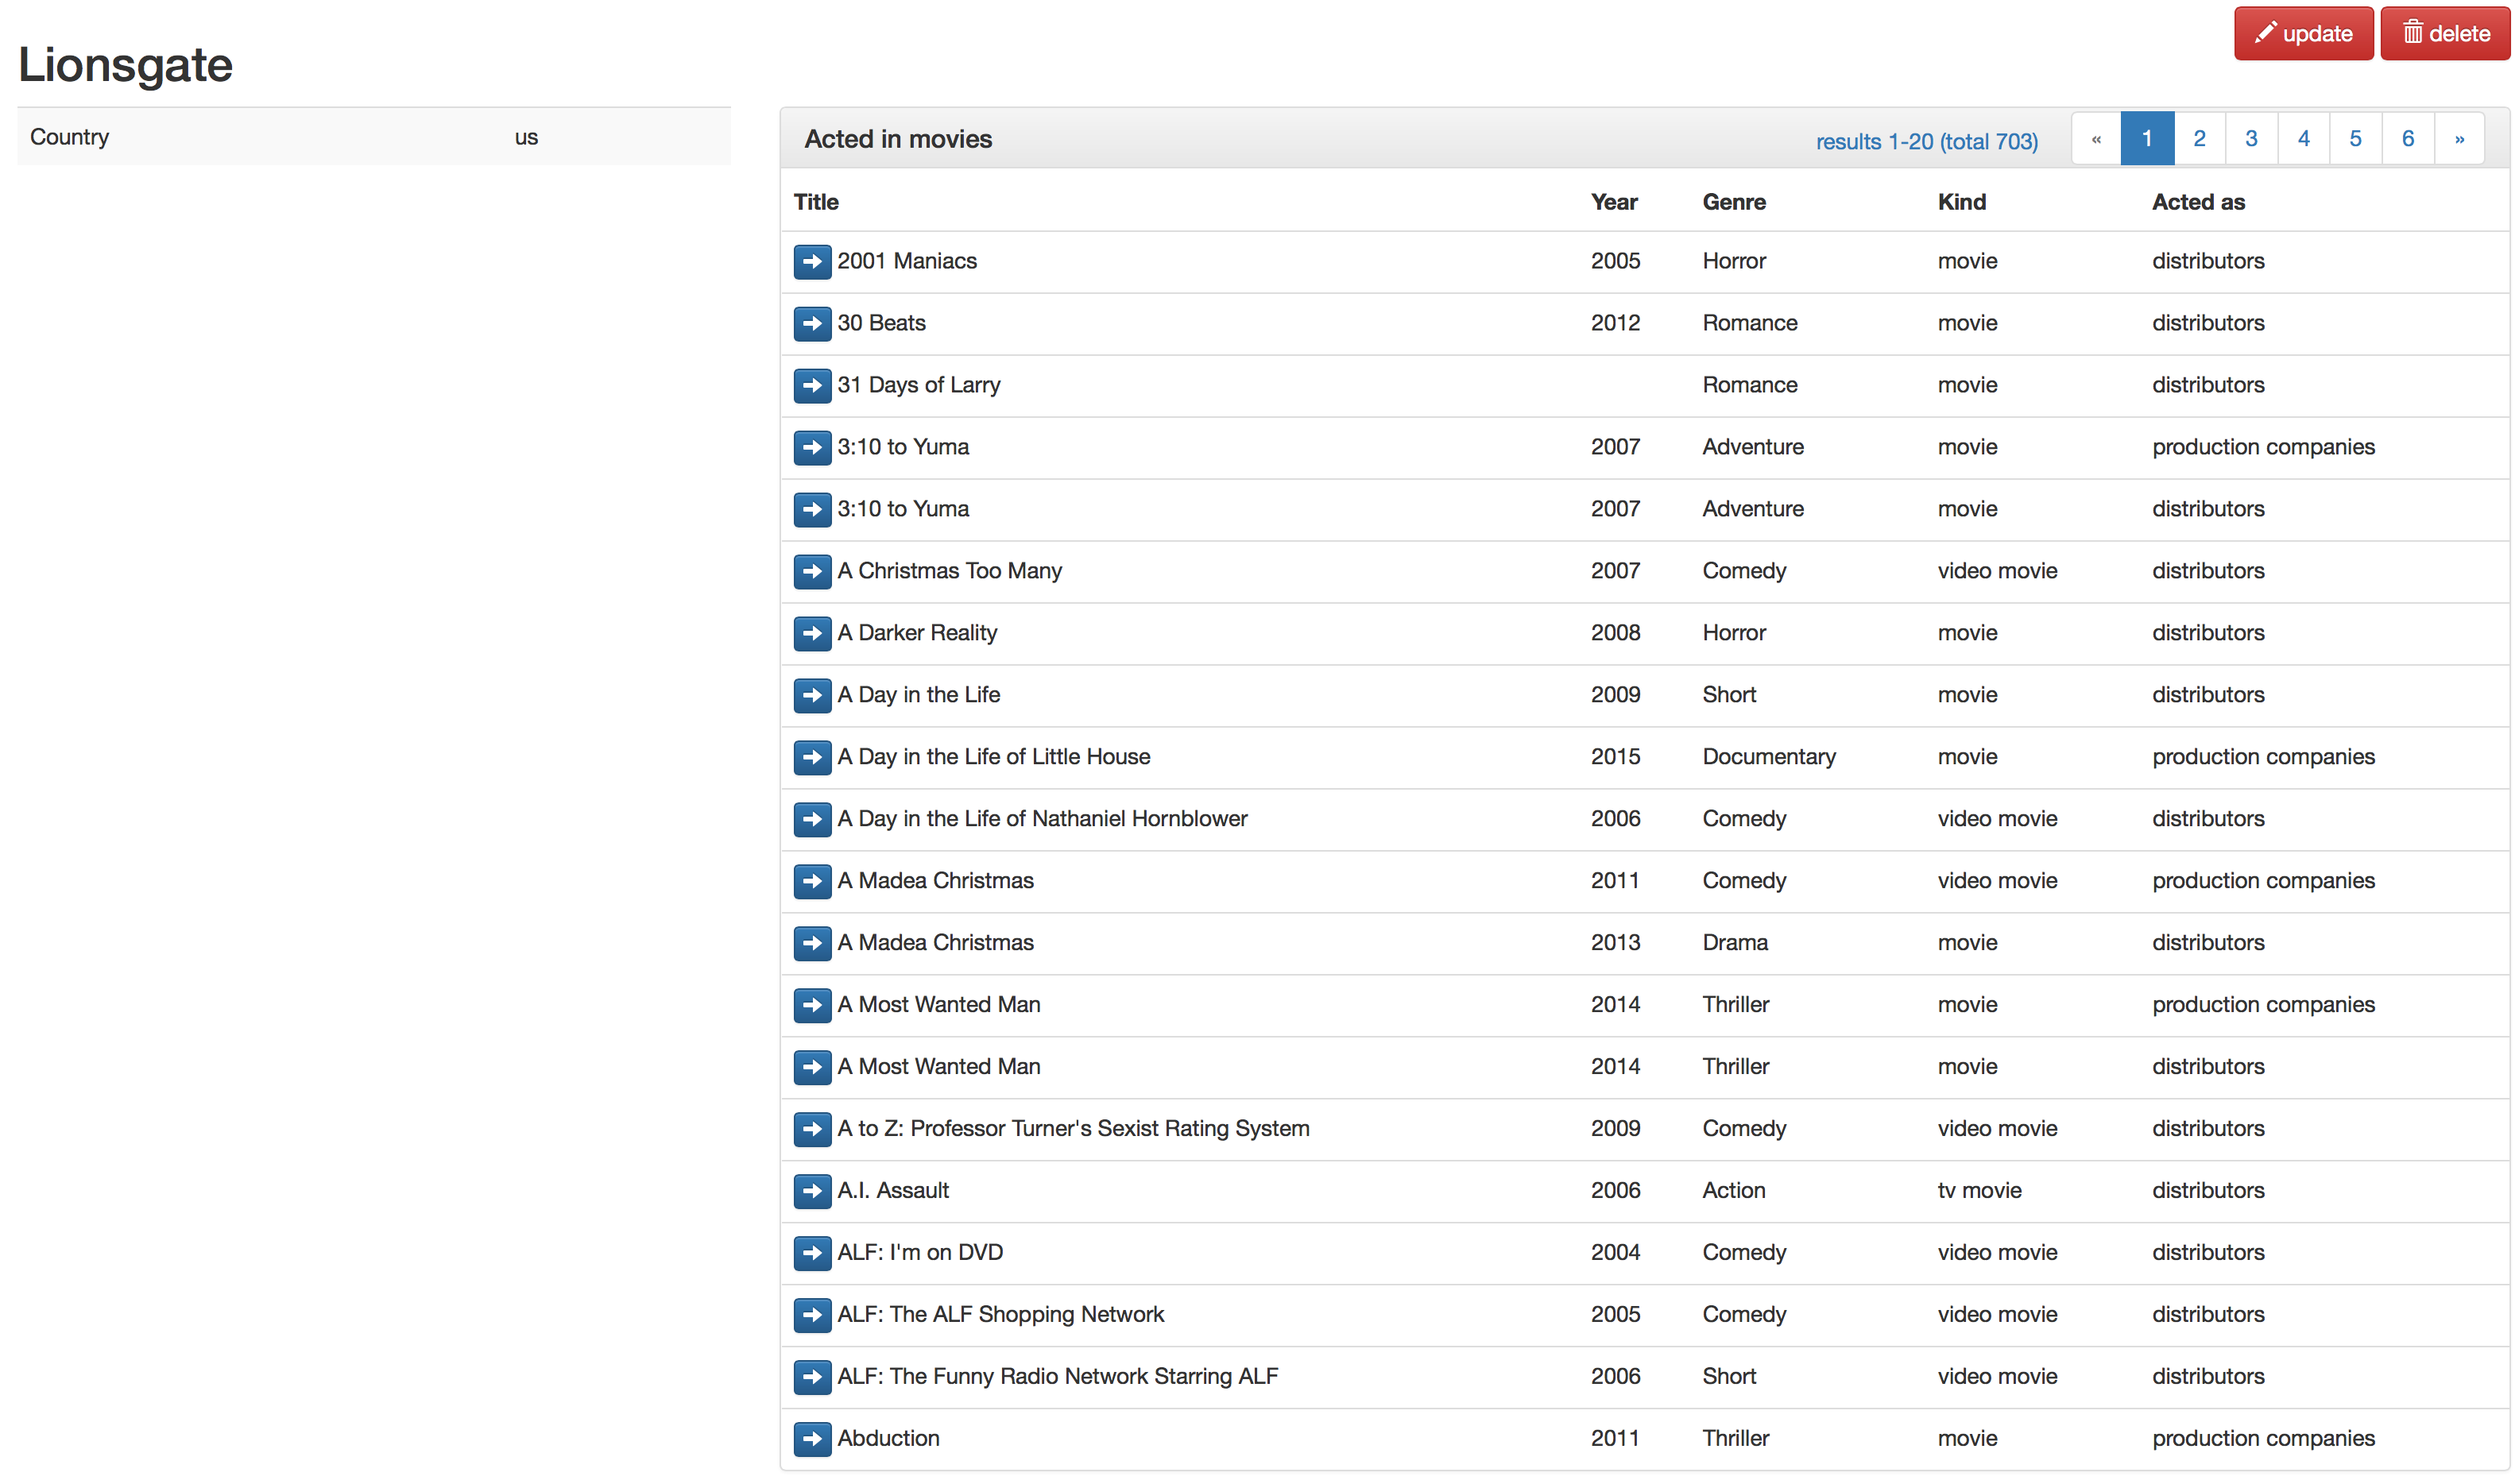 update delete
Lionsgate
Country us
Acted in movies results 1-20 (total 703) « 1 2 3 4 5 6 »
Title Year Genre Kind Acted as
2001 Maniacs 2005 Horror movie distributors
30 Beats 2012 Romance movie distributors
31 Days of Larry Romance movie distributors
3:10 to Yuma 2007 Adventure movie production companies
3:10 to Yuma 2007 Adventure movie distributors
A Christmas Too Many 2007 Comedy video movie distributors
A Darker Reality 2008 Horror movie distributors
A Day in the Life 2009 Short movie distributors
A Day in the Life of Little House 2015 Documentary movie production companies
A Day in the Life of Nathaniel Hornblower 2006 Comedy video movie distributors
A Madea Christmas 2011 Comedy video movie production companies
A Madea Christmas 2013 Drama movie distributors
A Most Wanted Man 2014 Thriller movie production companies
A Most Wanted Man 2014 Thriller movie distributors
A to Z: Professor Turner's Sexist Rating System 2009 Comedy video movie distributors
A.I. Assault 2006 Action tv movie distributors
ALF: I'm on DVD 2004 Comedy video movie distributors
ALF: The ALF Shopping Network 2005 Comedy video movie distributors
ALF: The Funny Radio Network Starring ALF 2006 Short video movie distributors
Abduction 2011 Thriller movie production companies